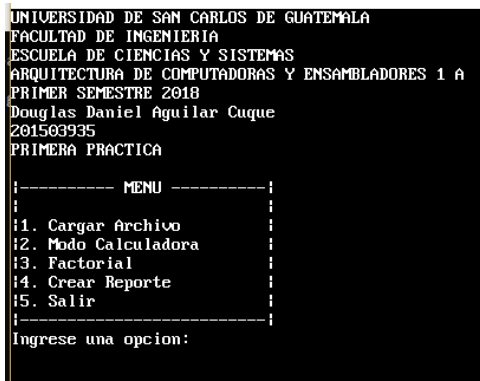 UNIVERSIDAD DE SAN CARLOS DE GUATEMALA
FACULTAD DE INGENIERIA
ESCUELA DE CIENCIAS Y SISTEMAS
ARQUITECTURA DE COMPUTADORAS Y ENSAMBLADORES 1 A
PRIMER SEMESTRE 2018
Douglas Daniel Aguilar Cuque
201503935
PRIMERA PRACTICA
|---------- MENU ----------|
|                          |
|1. Cargar Archivo         |
|2. Modo Calculadora       |
|3. Factorial              |
|4. Crear Reporte          |
|5. Salir                  |
|--------------------------|
Ingrese una opcion: